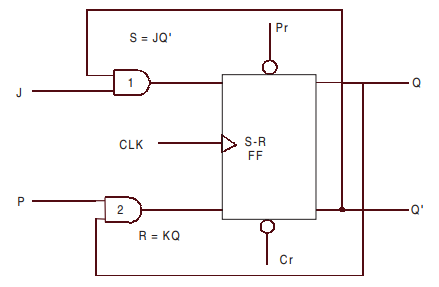 Pr
S = JQ'
1
Q
J
CLK
S-R
FF
P
2
Q'
R = KQ
Cr